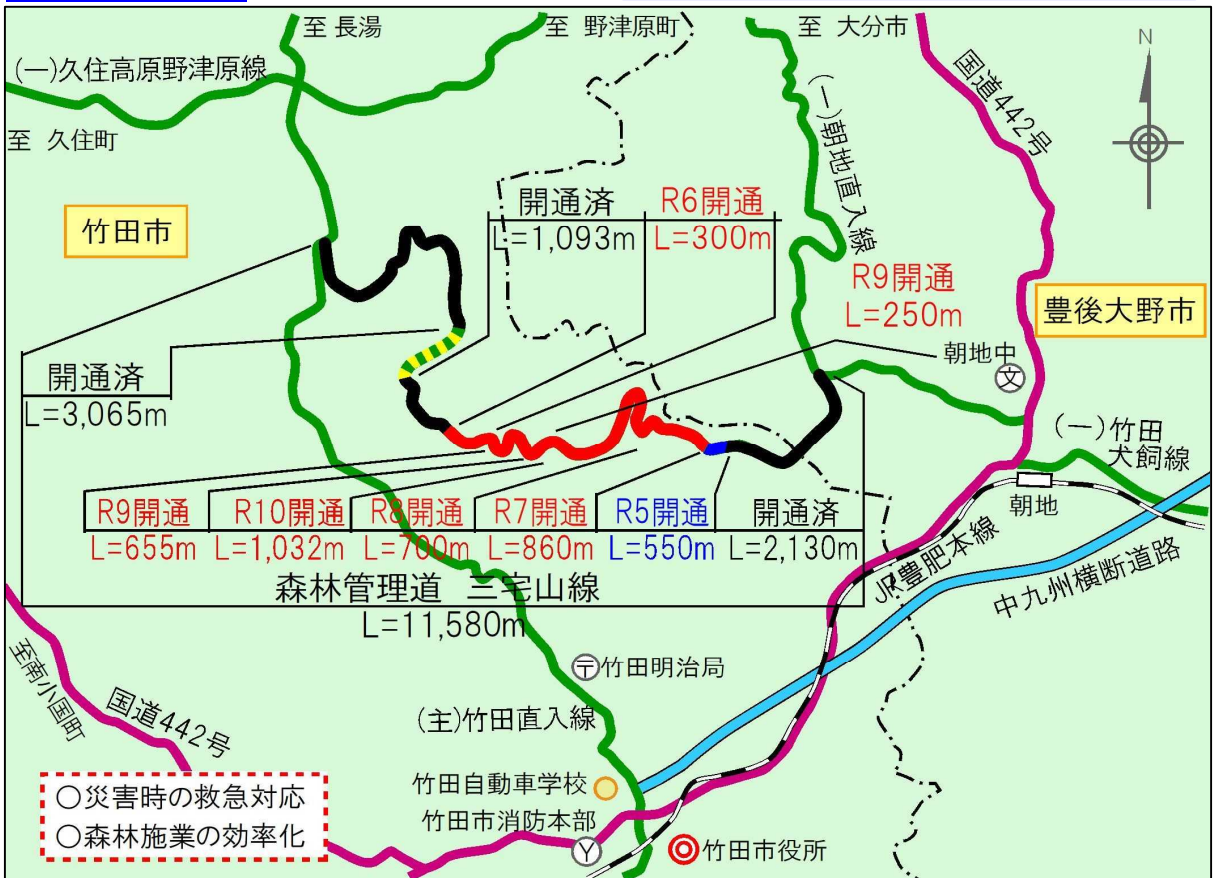 至 長湯
至 野津原町
至 大分市
N
(一)久住高原野津原線
国道442号
(一)朝地直入線
至 久住町
開通済
L=1,093m
R6開通
L=300m
竹田市
R9開通
L=250m
豊後大野市
朝地中
文
開通済
L=3,065m
(一)竹田
犬飼線
朝地
R9開通
L=655m
R10開通
L=1,032m
R8開通
L=700m
R7開通
L=860m
R5開通
L=550m
開通済
L=2,130m
森林管理道 三宅山線
L=11,580m
JR豊肥本線
中九州横断道路
至南小国町
国道442号
〒竹田明治局
(主)竹田直入線
竹田自動車学校
竹田市消防本部
Y
竹田市役所
○災害時の救急対応
○森林施業の効率化